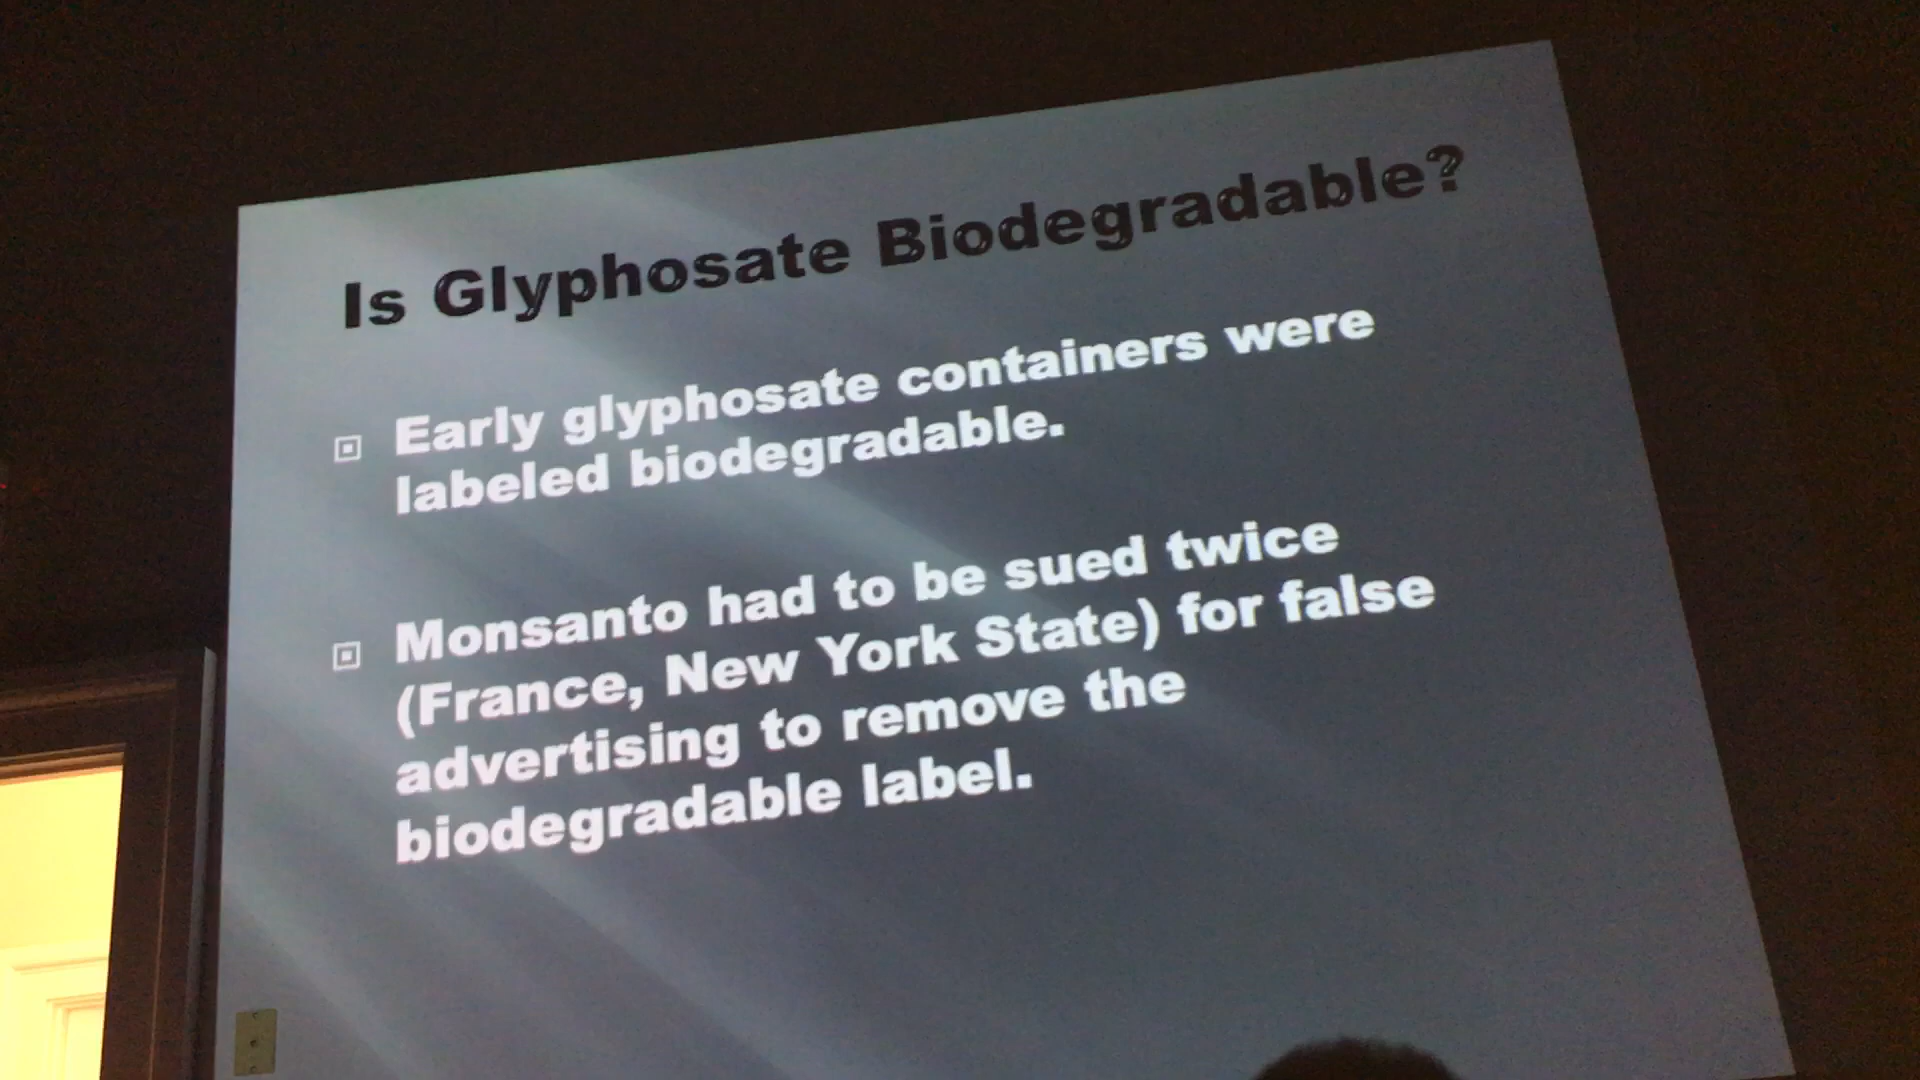 Is Glyphosate Biodegradable?
Early glyphosate containers were
labeled biodegradable.
Monsanto had to be sued twice
(France, New York State) for false
advertising to remove the
biodegradable label.